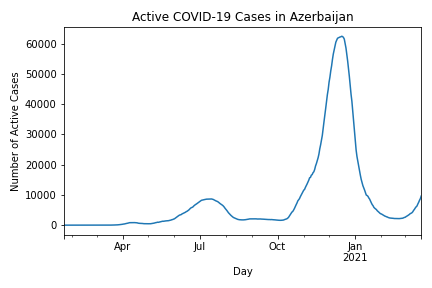 Active COVID-19 Cases in Azerbaijan
Number of Active Cases
60000
50000
40000
30000
20000
10000
0
Apr
Jul
Oct
Jan
2021
Day